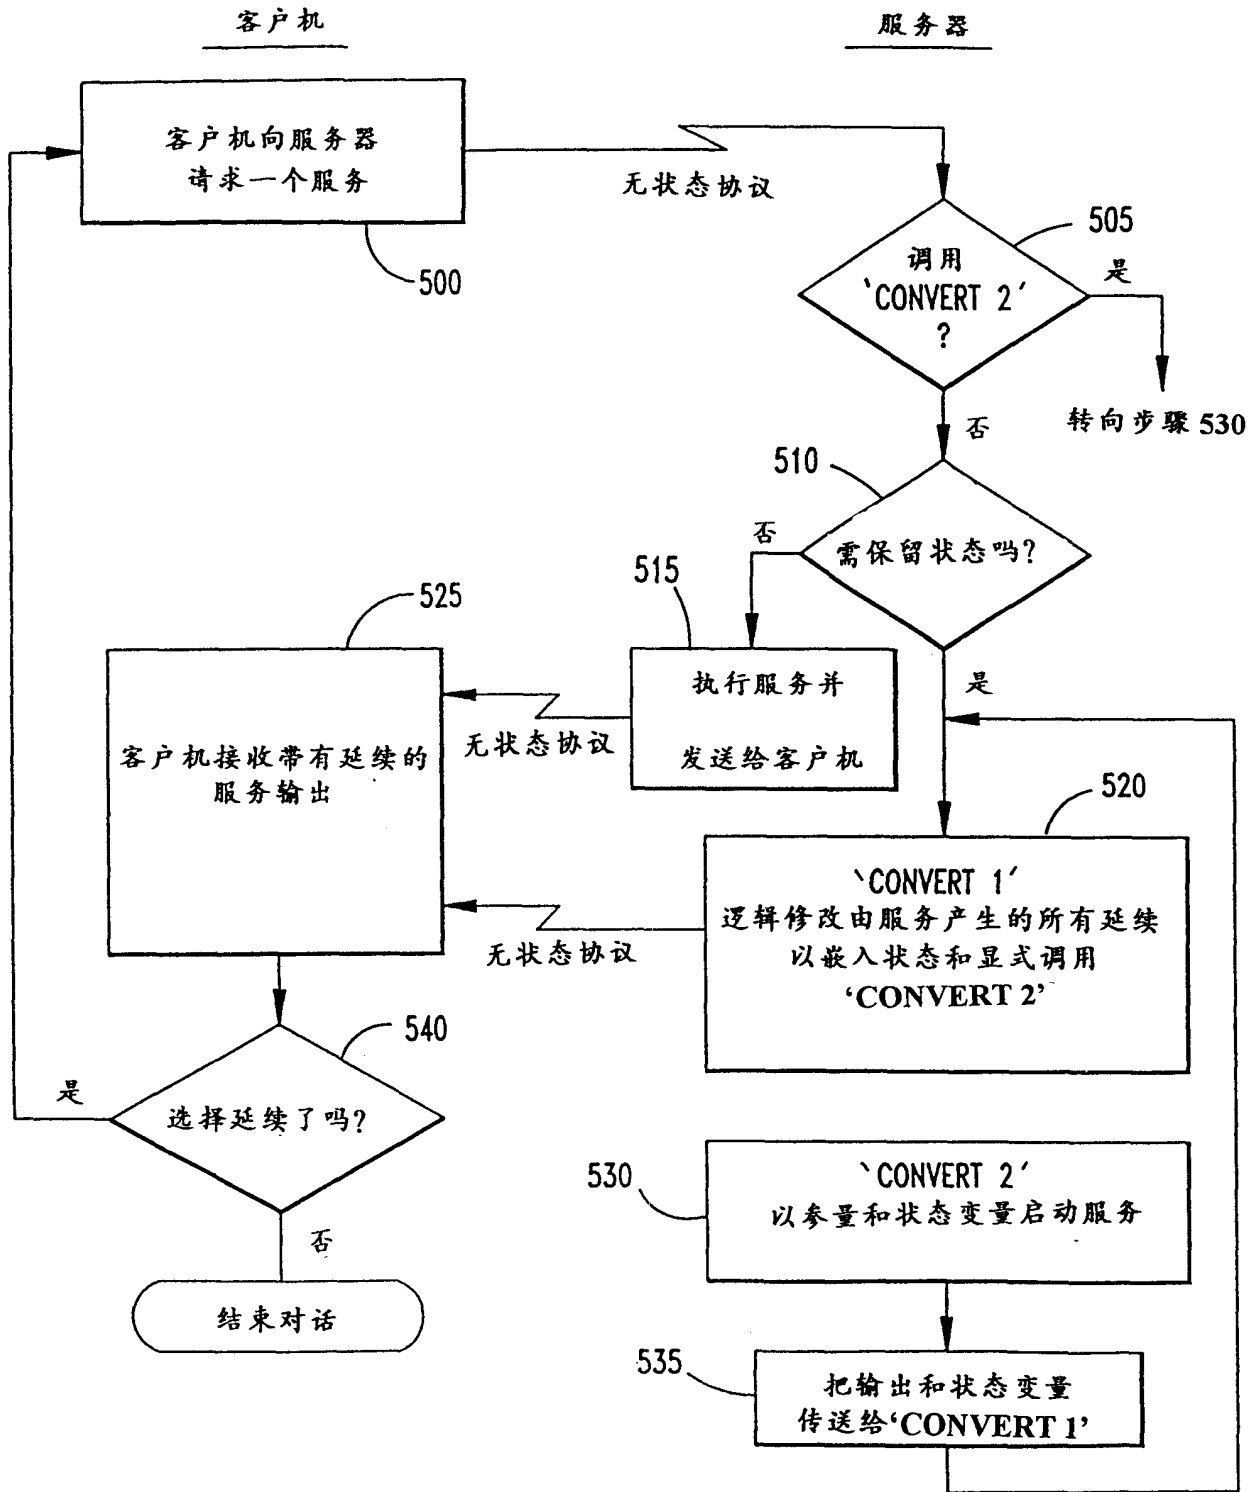 客户机
服务器
客户机向服务器
请求一个服务
500
无状态协议
505
调用
‵CONVERT 2′
?
是
转向步骤 530
否
510
需保留状态吗?
否
515
执行服务并
发送给客户机
是
525
客户机接收带有延续的
服务输出
无状态协议
520
‵CONVERT 1′
逻辑修改由服务产生的所有延续
以嵌入状态和显式调用
‘CONVERT 2’
无状态协议
540
是
选择延续了吗?
否
结束对话
530
‵CONVERT 2′
以参量和状态变量启动服务
535
把输出和状态变量
传送给‘CONVERT 1’